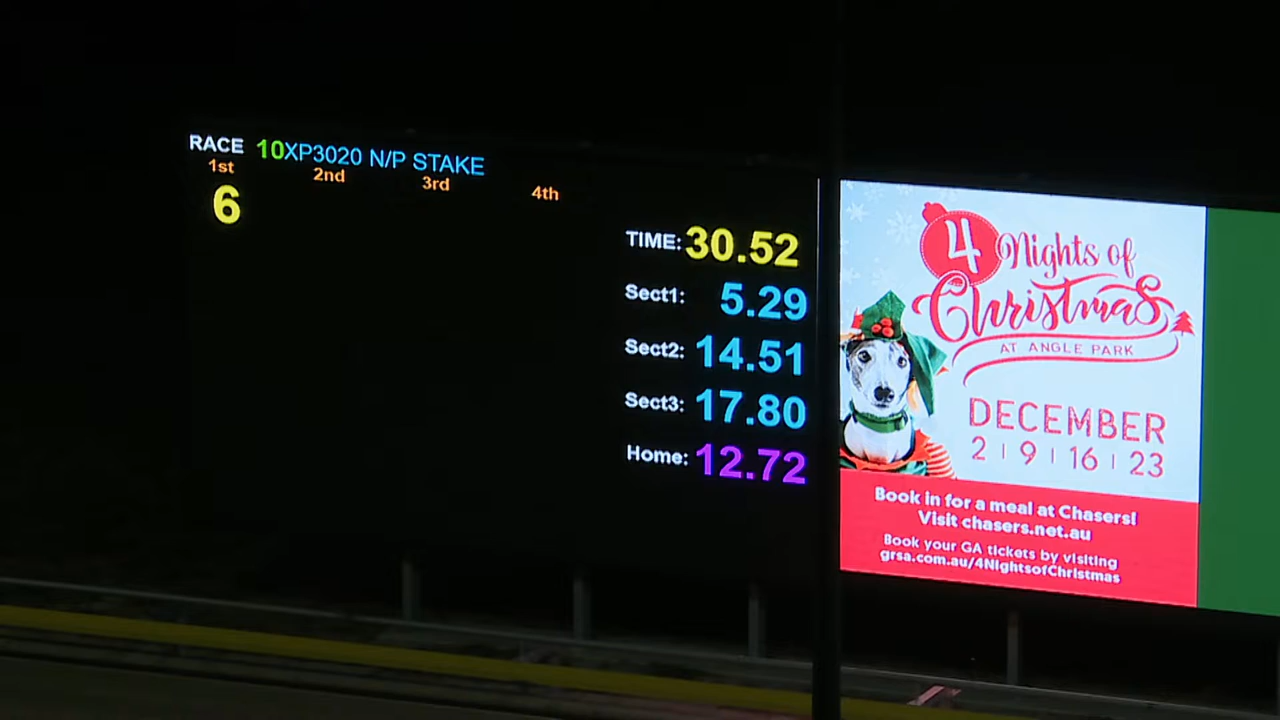 RACE 10XP3020 N/P STAKE
1st 2nd 3rd 4th
6
TIME: 30.52
Sect1: 5.29
Sect2: 14.51
Sect3: 17.80
Home: 12.72
4 Nights of
Christmas
AT ANGLE PARK
DECEMBER
2 | 9 | 16 | 23
Book in for a meal at Chasers!
Visit chasers.net.au
Book your GA tickets by visiting
grsa.com.au/4NightsofChristmas